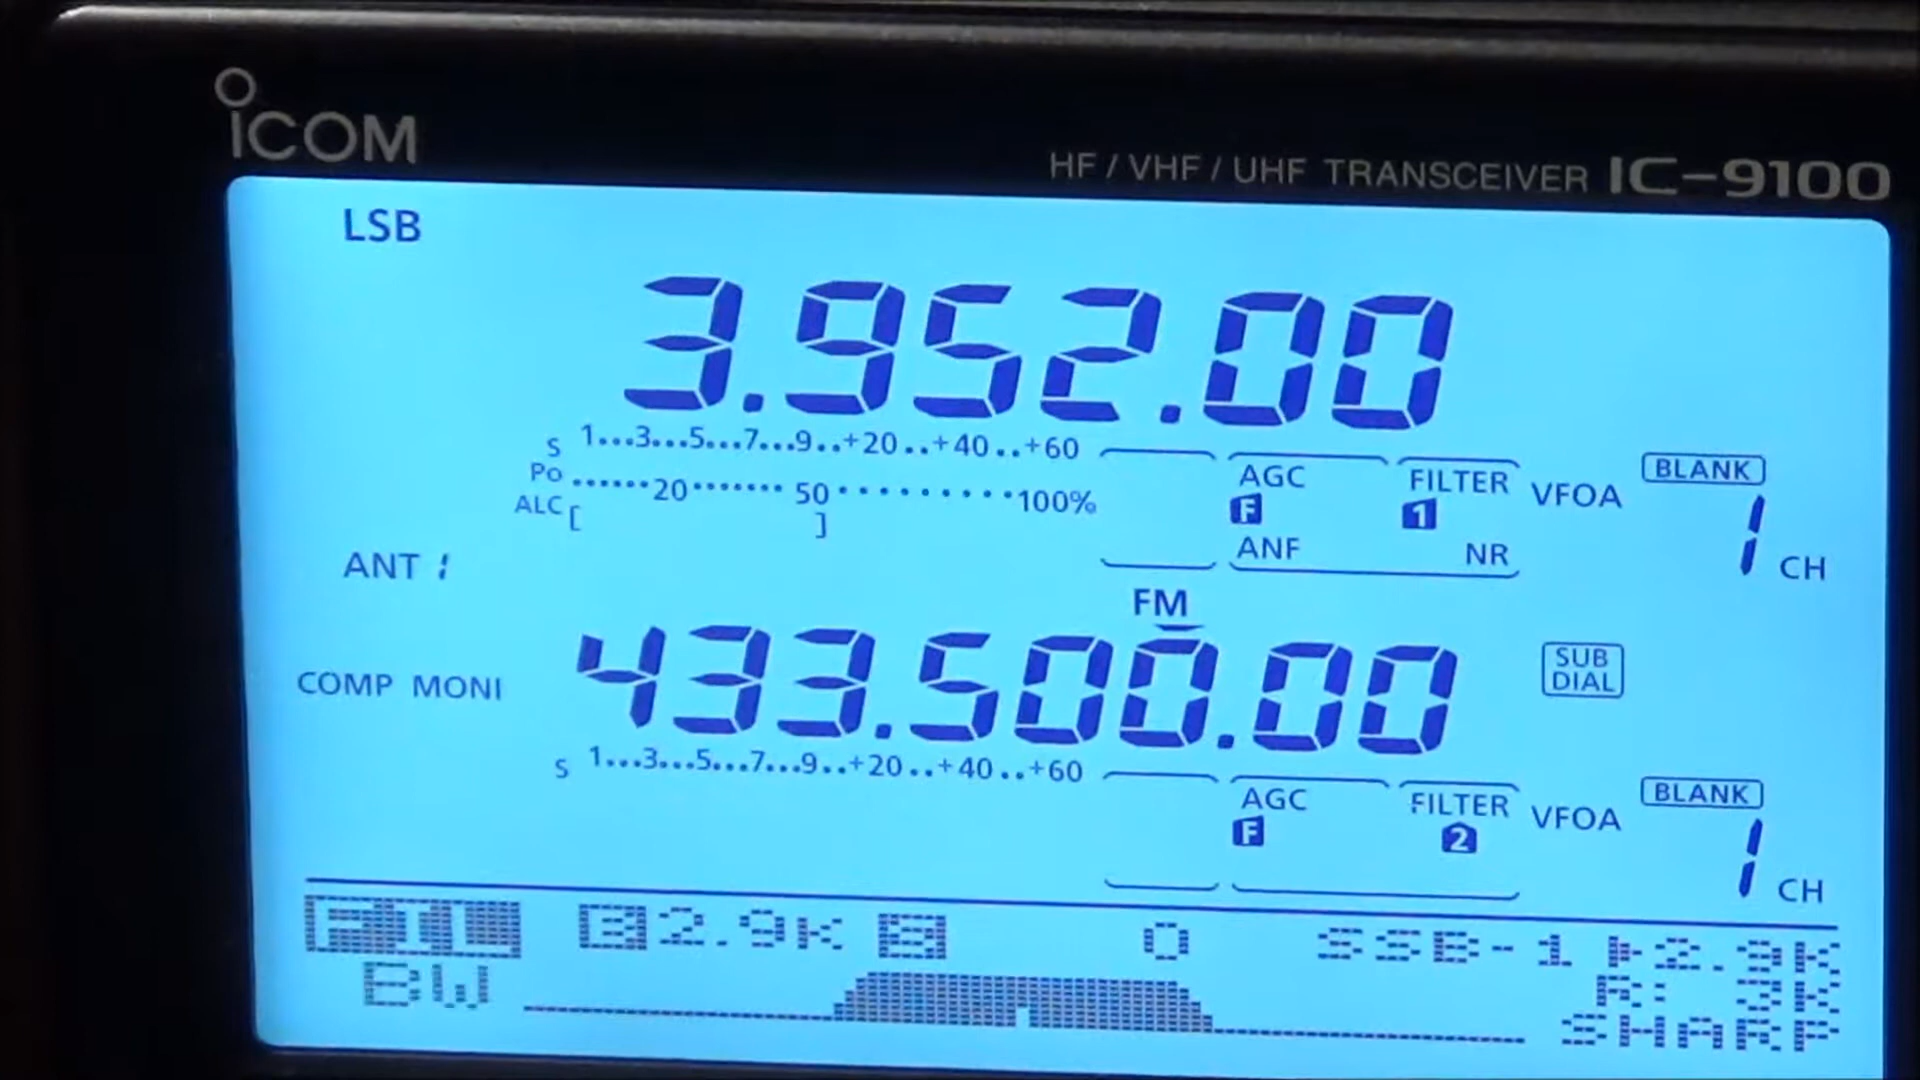 ICOM
HF / VHF / UHF TRANSCEIVER IC-9100
LSB
3.952.00
S 1...3...5...7...9..+20..+40..+60
Po ......20....... 50 ..........100%
ALC [ ]
AGC FILTER VFOA BLANK
F 1 1 CH
ANF NR
ANT 1
FM
COMP MONI 433.500.00 SUB DIAL
S 1...3...5...7...9..+20..+40..+60
AGC FILTER VFOA BLANK
F 2 1 CH
FIL 2.9K 0 SSB-1
BW R: 3K
SHARP